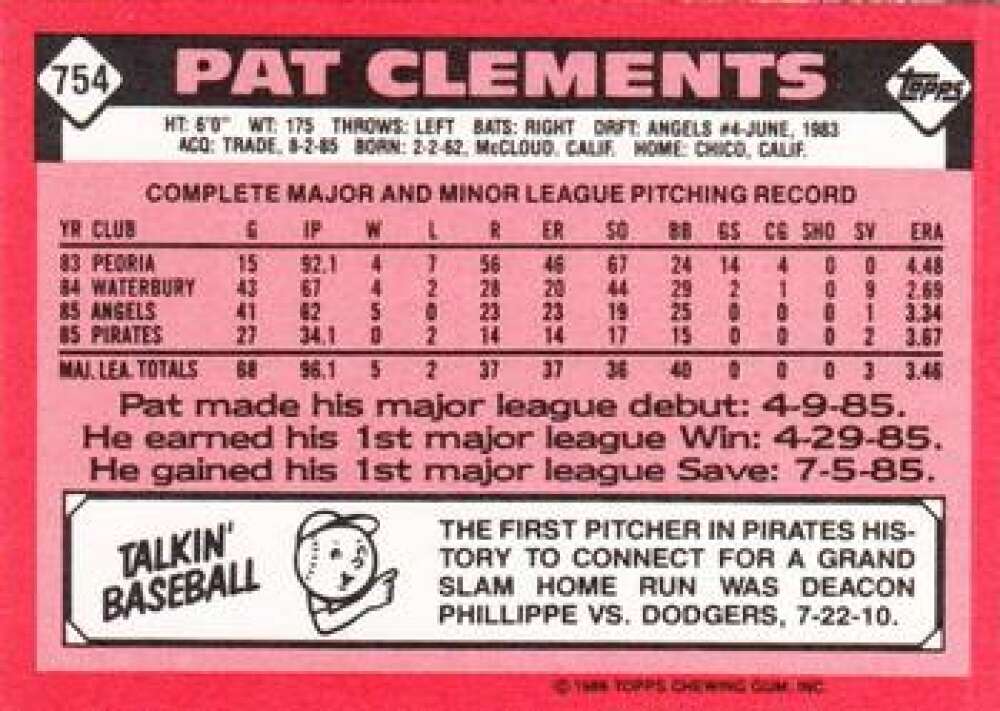 754 PAT CLEMENTS topps
HT: 6'0" WT: 175 THROWS: LEFT BATS: RIGHT DRFT: ANGELS #4-JUNE, 1983
ACQ: TRADE, 8-2-85 BORN: 2-2-62, McCLOUD, CALIF. HOME: CHICO, CALIF.
COMPLETE MAJOR AND MINOR LEAGUE PITCHING RECORD
YR CLUB G IP W L R ER SO BB GS CG SHO SV ERA
83 PEORIA 15 92.1 4 7 56 46 67 24 14 4 0 0 4.48
84 WATERBURY 43 67 4 2 28 20 44 29 2 1 0 9 2.69
85 ANGELS 41 62 5 0 23 23 19 25 0 0 0 1 3.34
85 PIRATES 27 34.1 0 2 14 14 17 15 0 0 0 2 3.67
MAJ. LEA. TOTALS 68 96.1 5 2 37 37 36 40 0 0 0 3 3.46
Pat made his major league debut: 4-9-85.
He earned his 1st major league Win: 4-29-85.
He gained his 1st major league Save: 7-5-85.
TALKIN'
BASEBALL
THE FIRST PITCHER IN PIRATES HIS-
TORY TO CONNECT FOR A GRAND
SLAM HOME RUN WAS DEACON
PHILLIPPE VS. DODGERS, 7-22-10.
© 1986 TOPPS CHEWING GUM, INC.